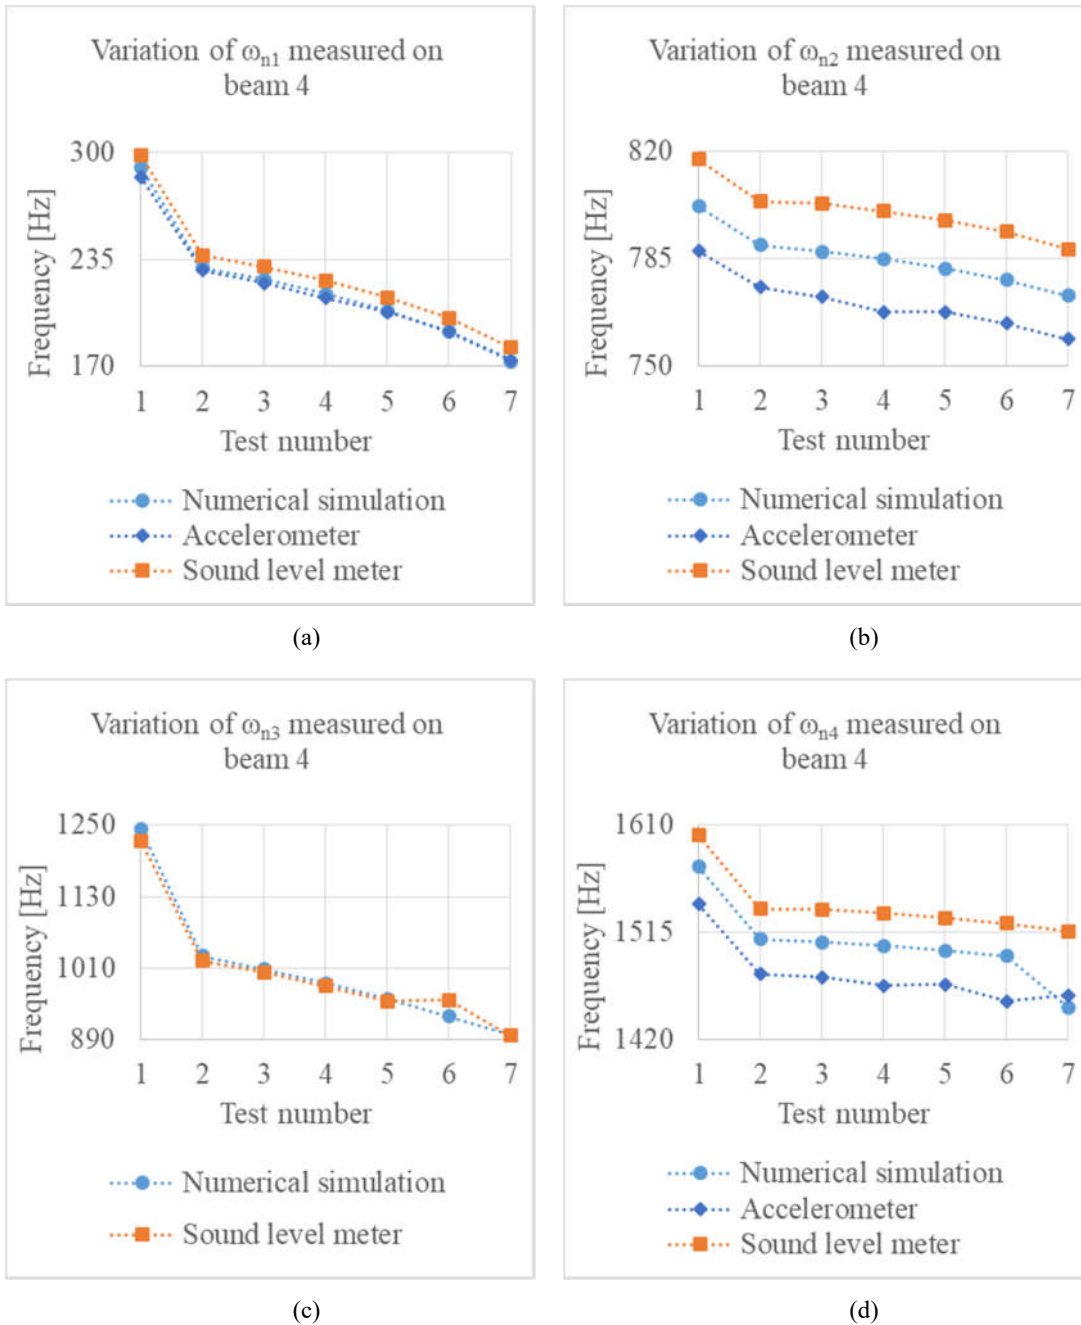 Variation of ωn1 measured on
beam 4
Frequency [Hz]
300
235
170
1 2 3 4 5 6 7
Test number
Numerical simulation
Accelerometer
Sound level meter
(a)
Variation of ωn2 measured on
beam 4
Frequency [Hz]
820
785
750
1 2 3 4 5 6 7
Test number
Numerical simulation
Accelerometer
Sound level meter
(b)
Variation of ωn3 measured on
beam 4
Frequency [Hz]
1250
1130
1010
890
1 2 3 4 5 6 7
Test number
Numerical simulation
Sound level meter
(c)
Variation of ωn4 measured on
beam 4
Frequency [Hz]
1610
1515
1420
1 2 3 4 5 6 7
Test number
Numerical simulation
Accelerometer
Sound level meter
(d)